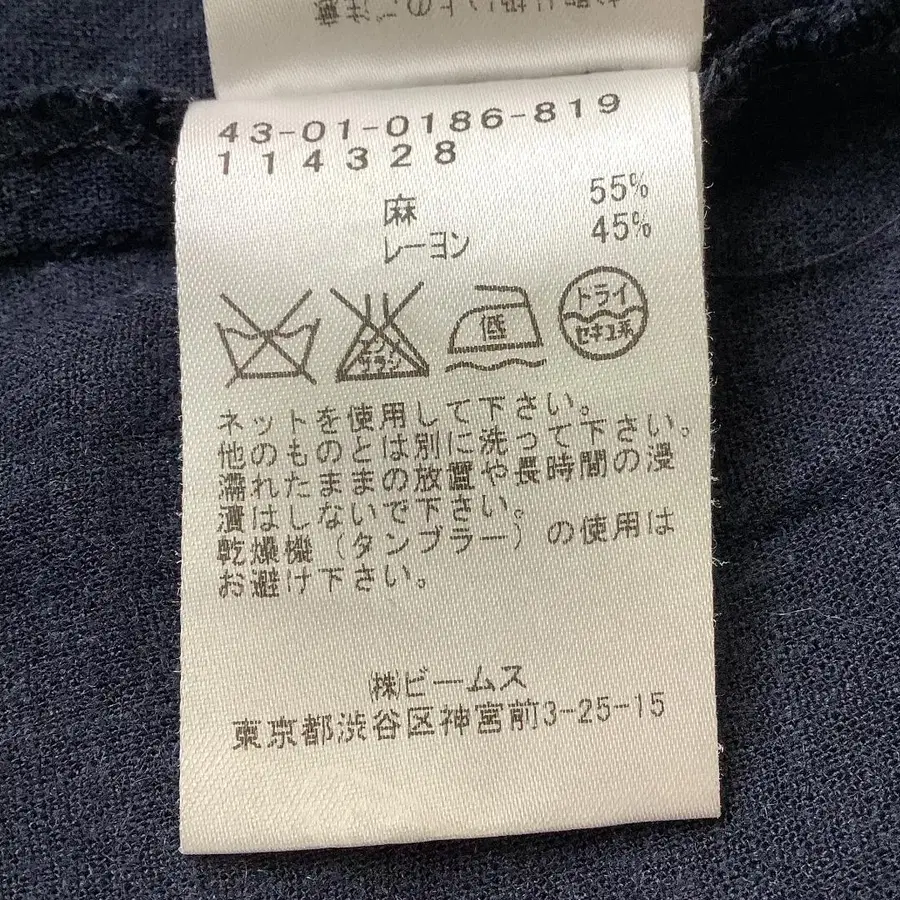 43-01-0186-819
114328
麻 55%
レーヨン 45%
低
ドライ
セキユ系
ネットを使用して下さい。
他のものとは別に洗って下さい。
濡れたままの放置や長時間の浸
漬はしないで下さい。
乾燥機（タンブラー）の使用は
お避け下さい。
㈱ビームス
東京都渋谷区神宮前3-25-15